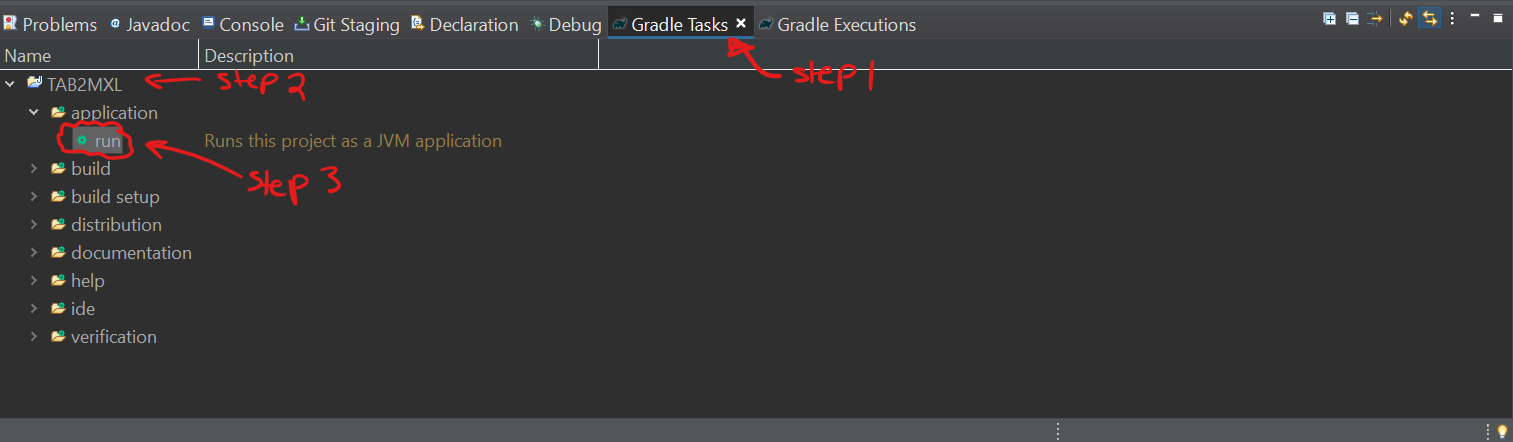 Problems @ Javadoc Console Git Staging Declaration Debug Gradle Tasks Gradle Executions
Name Description
step 1
TAB2MXL step 2
application
run Runs this project as a JVM application
step 3
build
build setup
distribution
documentation
help
ide
verification